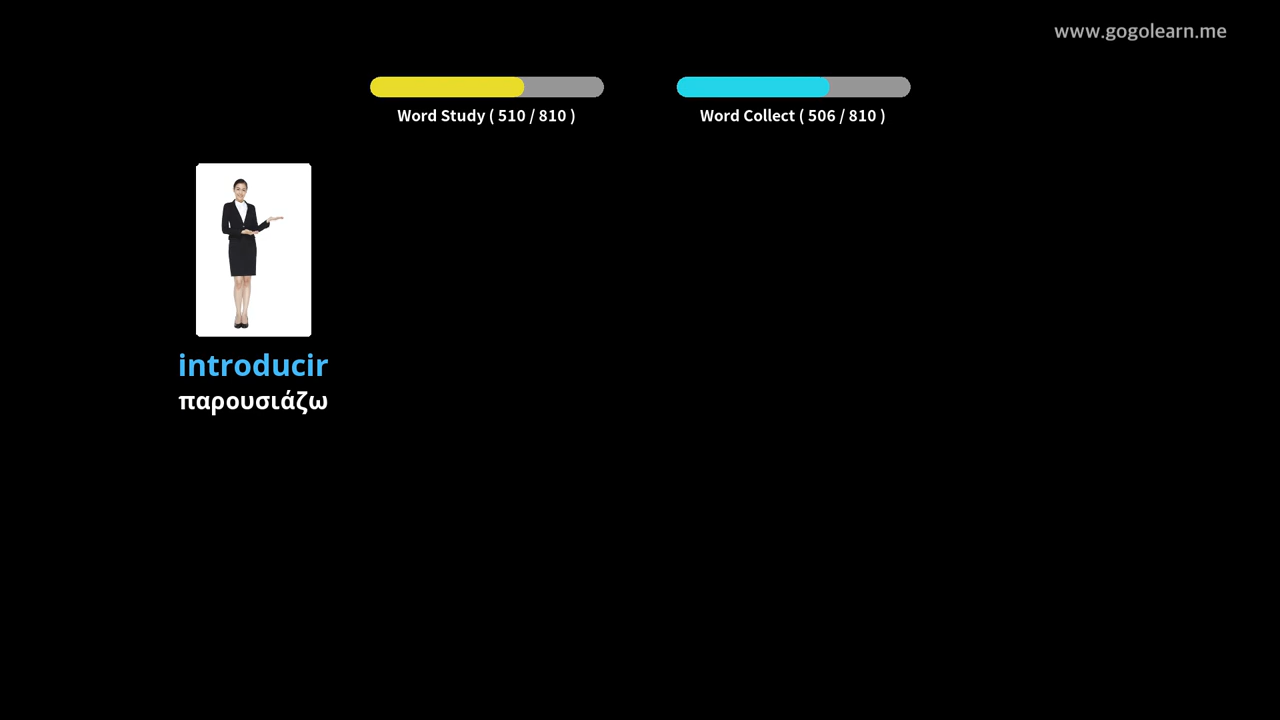 www.gogolearn.me
Word Study ( 510 / 810 )
Word Collect ( 506 / 810 )
introducir
παρουσιάζω